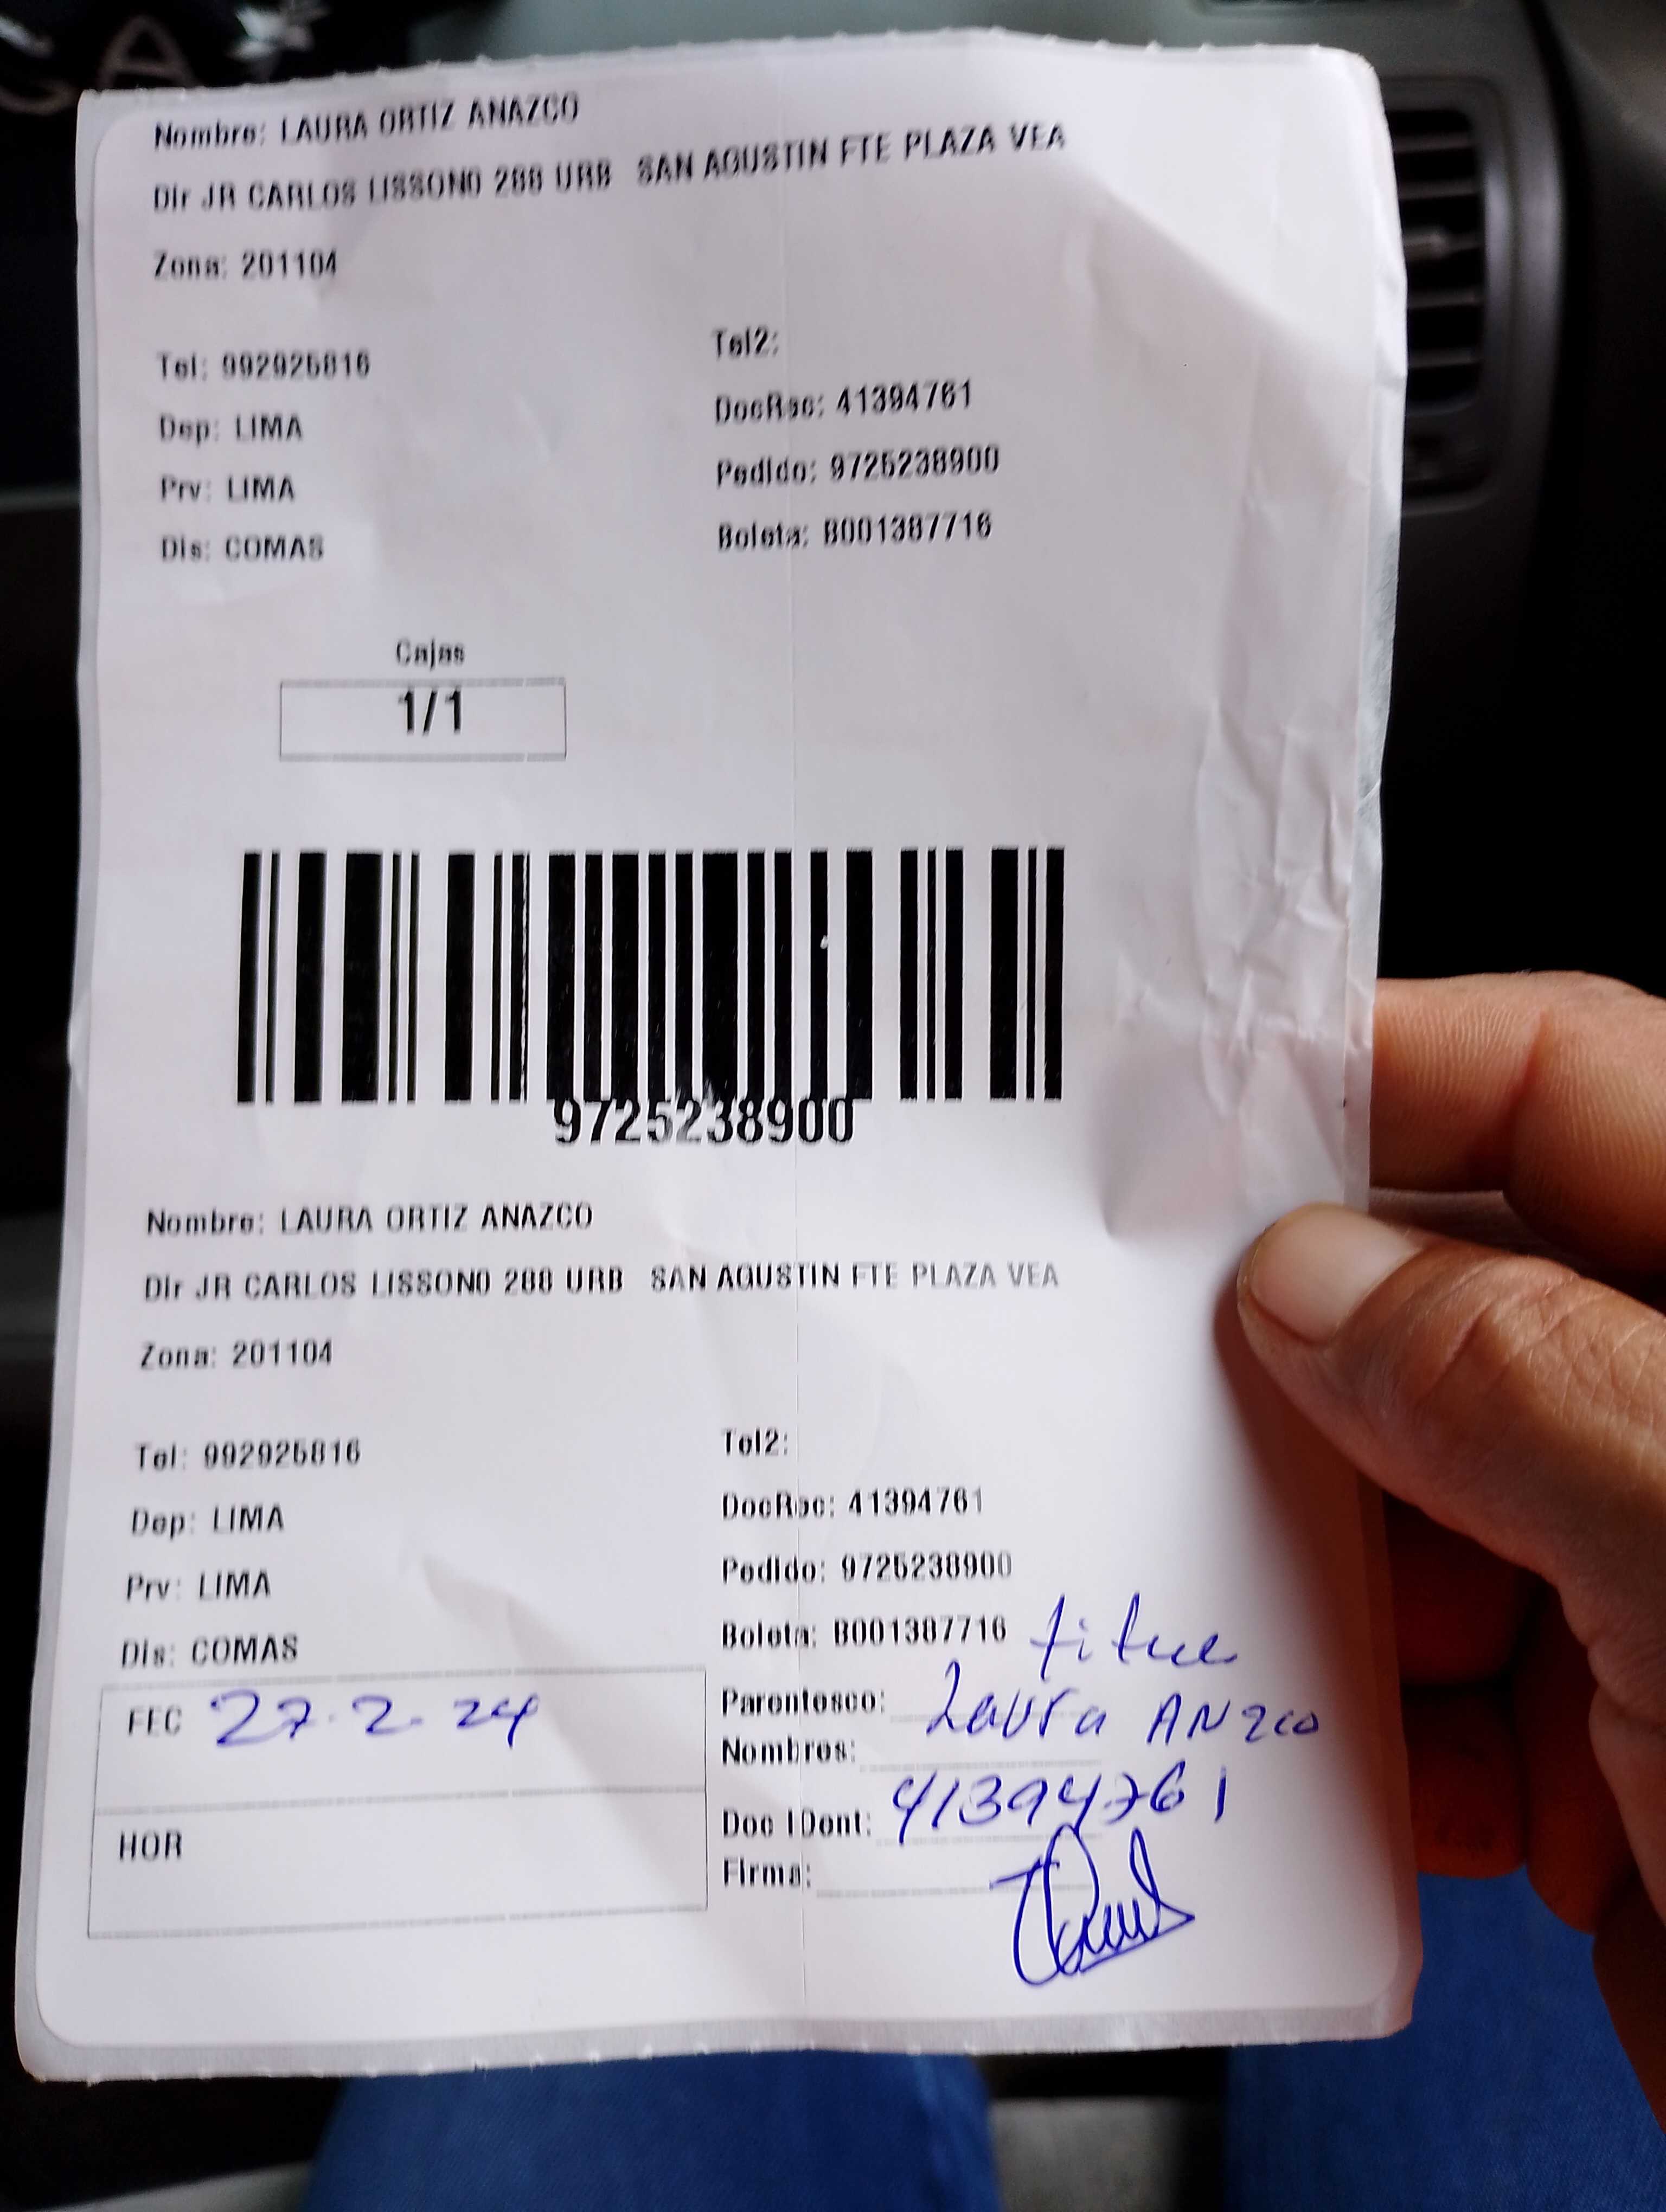 Nombre: LAURA ORTIZ ANAZCO
Dir JR CARLOS LISSONO 288 URB SAN AGUSTIN FTE PLAZA VEA
Zona: 201104
Tel: 992925816
Tel2:
Dep: LIMA
DocRec: 41394761
Prv: LIMA
Pedido: 9725238900
Dis: COMAS
Boleta: B001387716
Cajas
1/1
9725238900
Nombre: LAURA ORTIZ ANAZCO
Dir JR CARLOS LISSONO 288 URB SAN AGUSTIN FTE PLAZA VEA
Zona: 201104
Tel: 992925816
Tel2:
Dep: LIMA
DocRec: 41394761
Prv: LIMA
Pedido: 9725238900
Dis: COMAS
Boleta: B001387716
FEC 27-2-24
Parentesco:
Nombres: Laura ANzco
Doc IDent: 41394761
HOR
Firma: